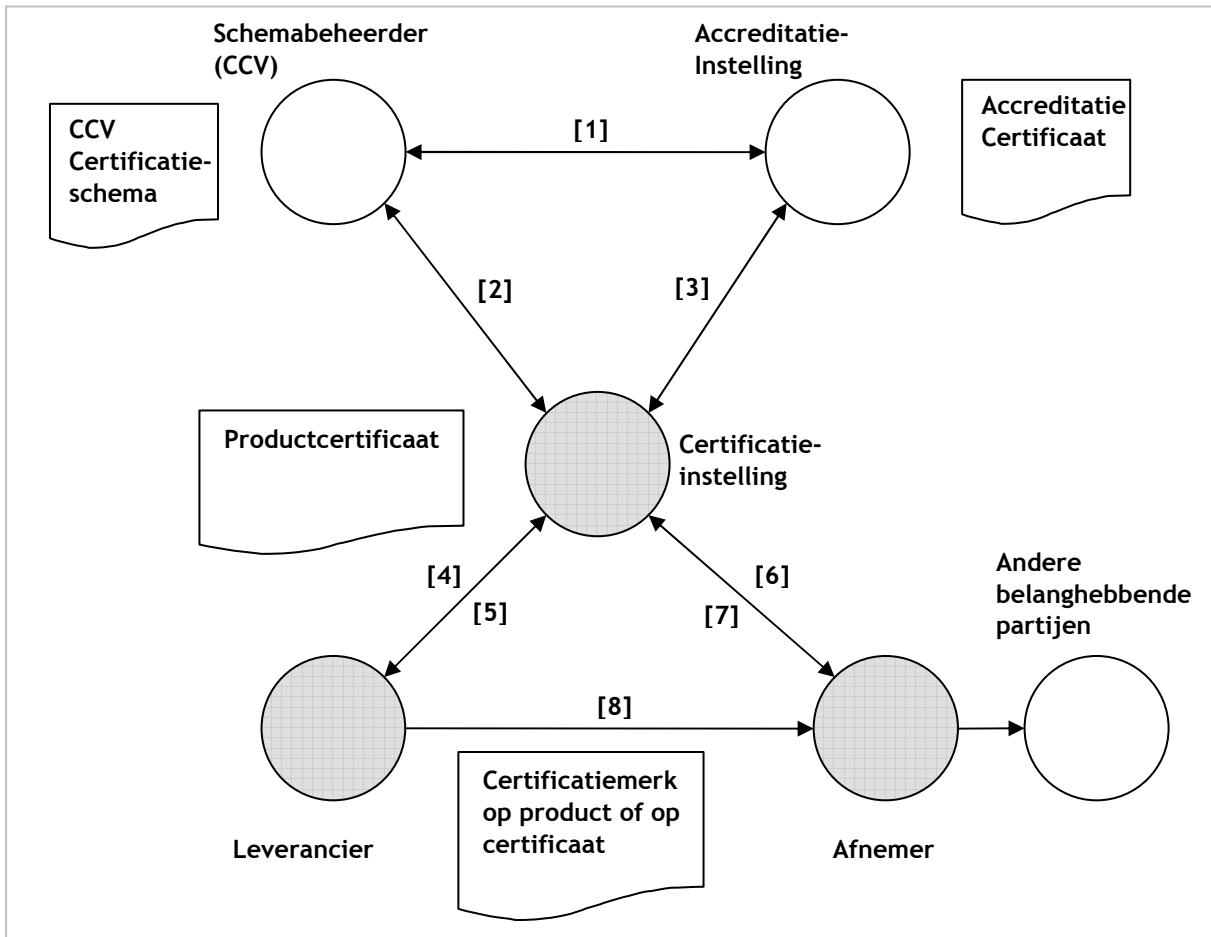 Schemabeheerder
(CCV)
Accreditatie-
Instelling
CCV
Certificatie-
schema
[1]
Accreditatie
Certificaat
[2]
[3]
Productcertificaat
Certificatie-
instelling
[4]
[5]
[6]
[7]
Andere
belanghebbende
partijen
[8]
Certificatiemerk
op product of op
certificaat
Leverancier
Afnemer